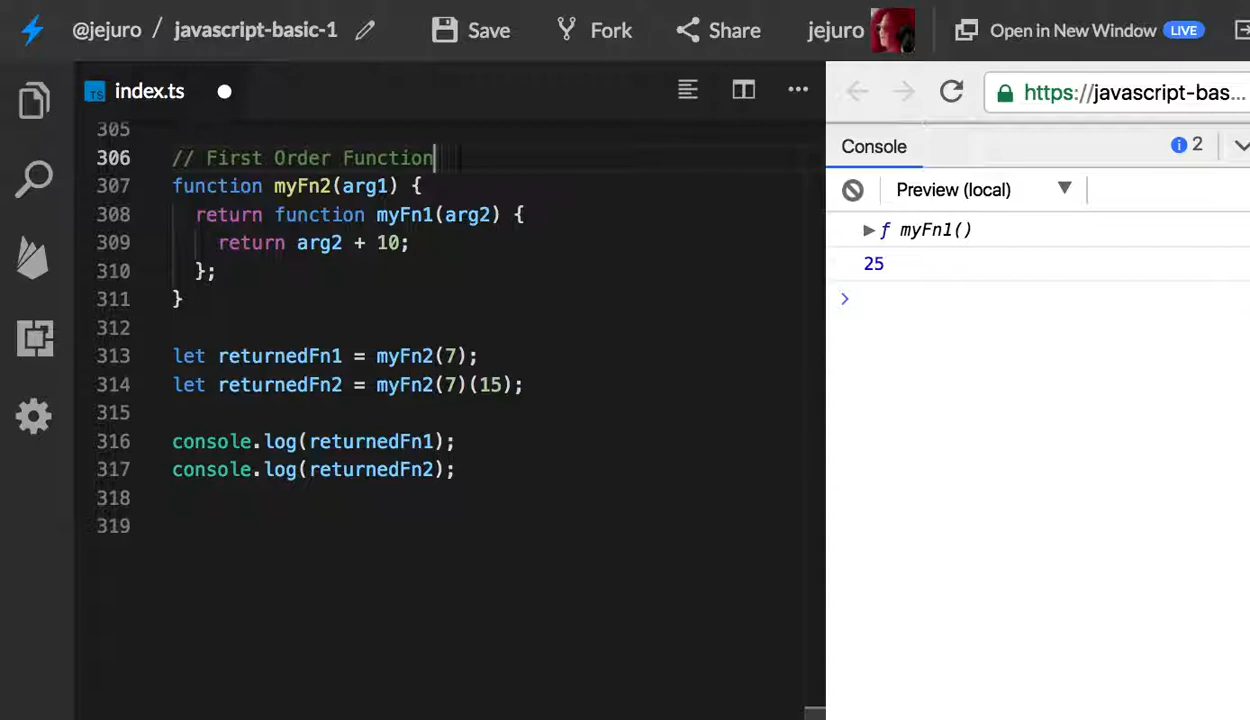 @jejuro / javascript-basic-1 Save Fork Share jejuro Open in New Window LIVE
TS index.ts
https://javascript-bas...
Console 2
Preview (local)
305
306 // First Order Function
307 function myFn2(arg1) {
308 return function myFn1(arg2) {
309 return arg2 + 10;
310 };
311 }
312
313 let returnedFn1 = myFn2(7);
314 let returnedFn2 = myFn2(7)(15);
315
316 console.log(returnedFn1);
317 console.log(returnedFn2);
318
319
ƒ myFn1()
25